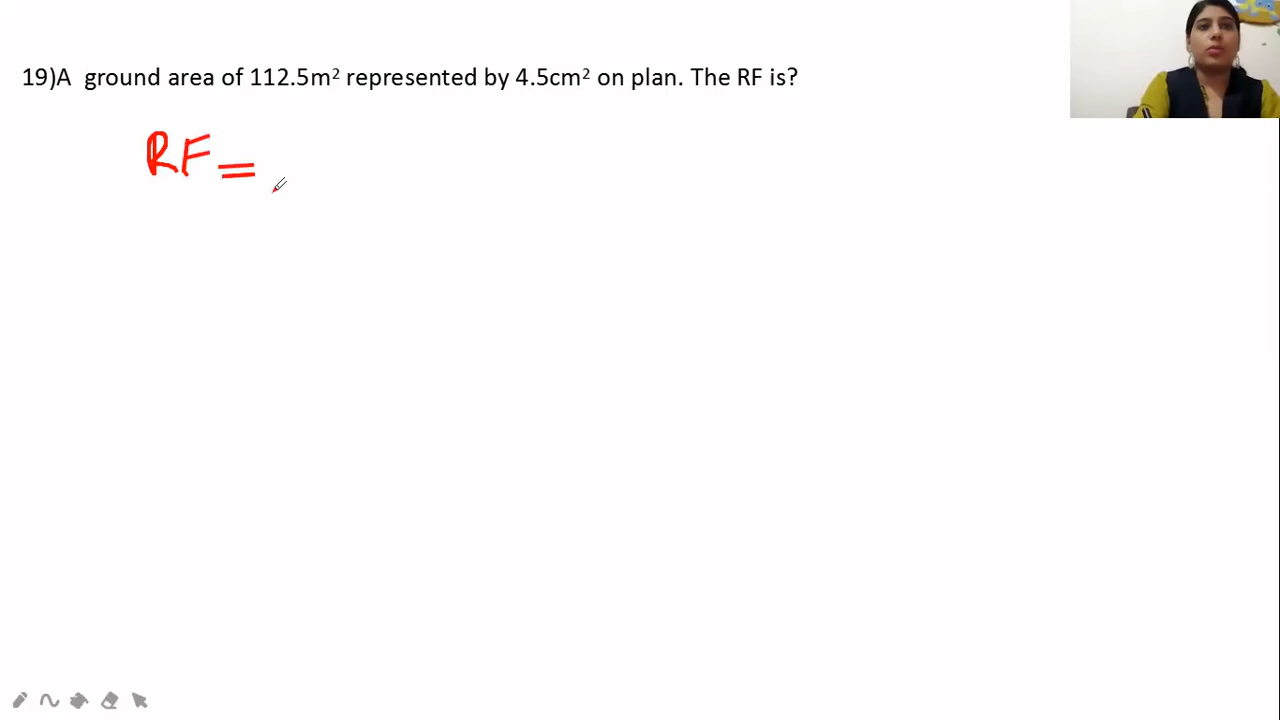 19)A ground area of 112.5m² represented by 4.5cm² on plan. The RF is?
RF =